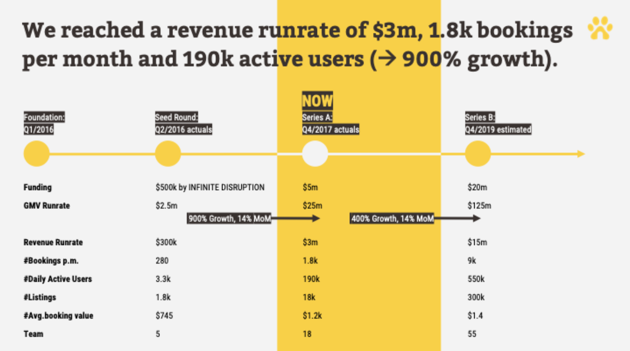 We reached a revenue runrate of $3m, 1.8k bookings
per month and 190k active users (→ 900% growth).
NOW
Foundation: Seed Round: Series A: Series B:
Q1/2016 Q2/2016 actuals Q4/2017 actuals Q4/2019 estimated
Funding $500k by INFINITE DISRUPTION $5m $20m
GMV Runrate $2.5m $25m $125m
900% Growth, 14% MoM 400% Growth, 14% MoM
Revenue Runrate $300k $3m $15m
#Bookings p.m. 280 1.8k 9k
#Daily Active Users 3.3k 190k 550k
#Listings 1.8k 18k 300k
#Avg.booking value $745 $1.2k $1.4
Team 5 18 55